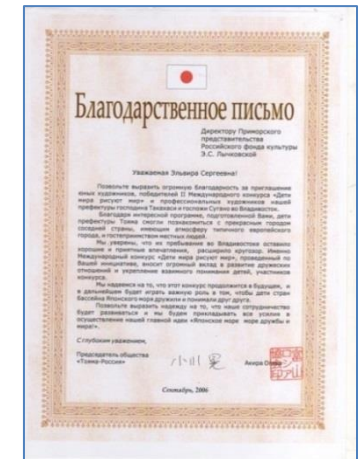 Благодарственное письмо
Директору Приморского
представительства
Российского фонда культуры
Э.С. Лычковской
Уважаемая Эльвира Сергеевна!
Позвольте выразить огромную благодарность за приглашение
юных художников, победителей II Международного конкурса «Дети
мира рисуют мир» и профессиональных художников нашей
префектуры господина Такакаси и госпожи Сугано во Владивосток.
Благодаря интересной программе, подготовленной Вами, дети
префектуры Тояма смогли познакомиться с прекрасным городом
соседней страны, имеющим атмосферу типичного европейского
города, и гостеприимством местных людей.
Мы уверены, что их пребывание во Владивостоке оставило
хорошие и приятные впечатления, расширило кругозор. Именно
Международный конкурс «Дети мира рисуют мир», проведенный по
Вашей инициативе, вносит огромный вклад в развитие дружеских
отношений и укрепление взаимного понимания детей, участников
конкурса.
Мы надеемся на то, что этот конкурс продолжится в будущем, и
в дальнейшем будет играть важную роль в том, чтобы дети стран
бассейна Японского моря дружили и понимали друг друга.
Позвольте выразить надежду на то, что наше сотрудничество
будет развиваться и мы будем прикладывать все усилия в
осуществление нашей главной идеи «Японское море море дружбы и
мира!».
С глубоким уважением,
Председатель общества
«Тояма-Россия»
小川 晃
Акира
Сентябрь, 2006